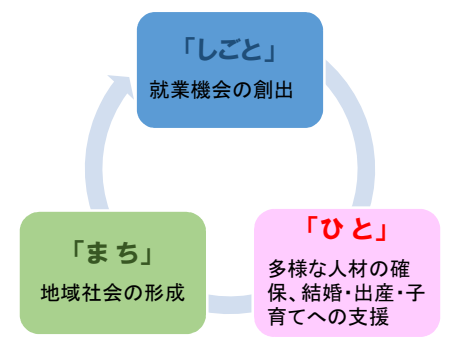 「しごと」
就業機会の創出
「まち」
地域社会の形成
「ひと」
多様な人材の確
保、結婚・出産・子
育てへの支援